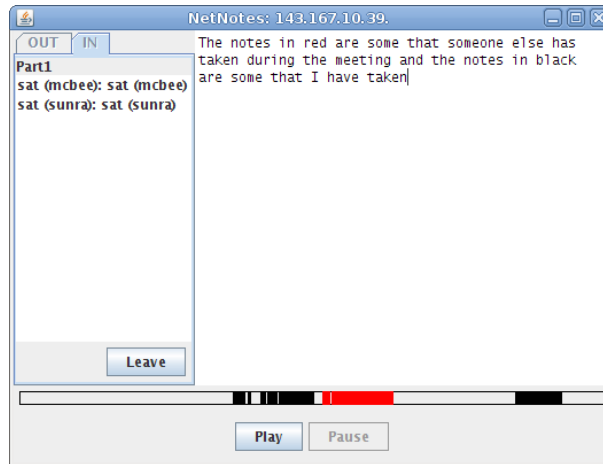 NetNotes: 143.167.10.39.
OUT IN
Part1
sat (mcbee): sat (mcbee)
sat (sunra): sat (sunra)
Leave
The notes in red are some that someone else has
taken during the meeting and the notes in black
are some that I have taken
Play Pause